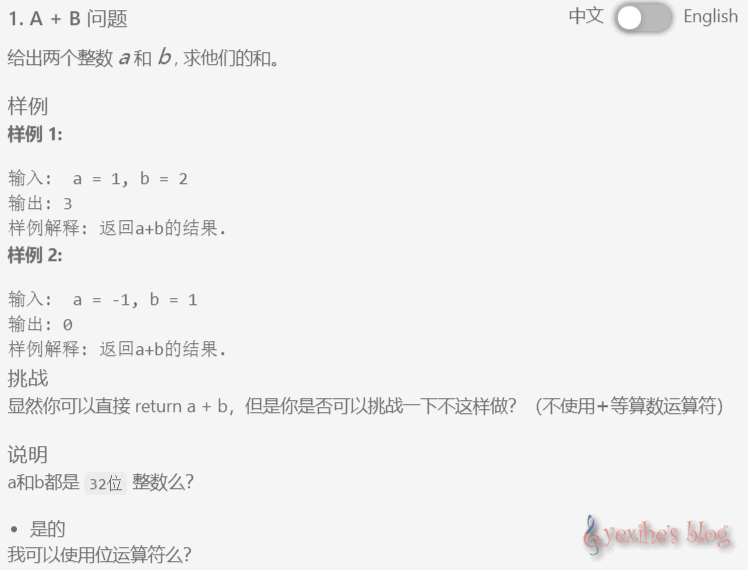 1. A + B 问题
中文 English
给出两个整数 a 和 b , 求他们的和。
样例
样例 1:
输入:  a = 1, b = 2
输出: 3
样例解释: 返回a+b的结果.
样例 2:
输入:  a = -1, b = 1
输出: 0
样例解释: 返回a+b的结果.
挑战
显然你可以直接 return a + b，但是你是否可以挑战一下不这样做？（不使用+等算数运算符）
说明
a和b都是 32位 整数么？
• 是的
我可以使用位运算符么？
yexihe's blog